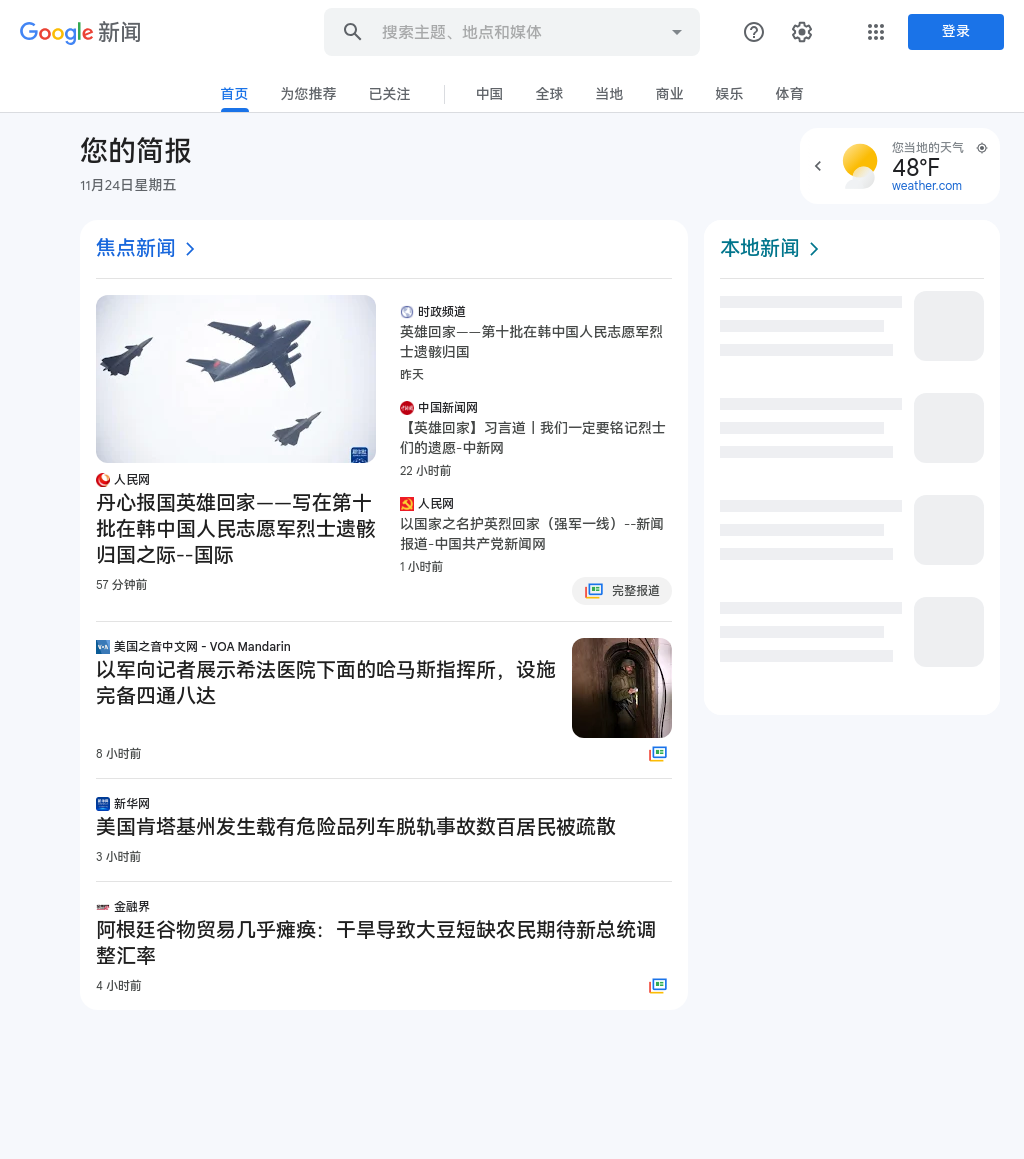 Google 新闻
搜索主题、地点和媒体
登录
首页 为您推荐 已关注 中国 全球 当地 商业 娱乐 体育
您的简报
11月24日星期五
您当地的天气
48°F
weather.com
焦点新闻
人民网
丹心报国英雄回家——写在第十
批在韩中国人民志愿军烈士遗骸
归国之际--国际
57 分钟前
时政频道
英雄回家——第十批在韩中国人民志愿军烈
士遗骸归国
昨天
中国新闻网
【英雄回家】习言道丨我们一定要铭记烈士
们的遗愿-中新网
22 小时前
人民网
以国家之名护英烈回家（强军一线）--新闻
报道-中国共产党新闻网
1 小时前
完整报道
美国之音中文网 - VOA Mandarin
以军向记者展示希法医院下面的哈马斯指挥所，设施
完备四通八达
8 小时前
新华网
美国肯塔基州发生载有危险品列车脱轨事故数百居民被疏散
3 小时前
金融界
阿根廷谷物贸易几乎瘫痪：干旱导致大豆短缺农民期待新总统调
整汇率
4 小时前
本地新闻